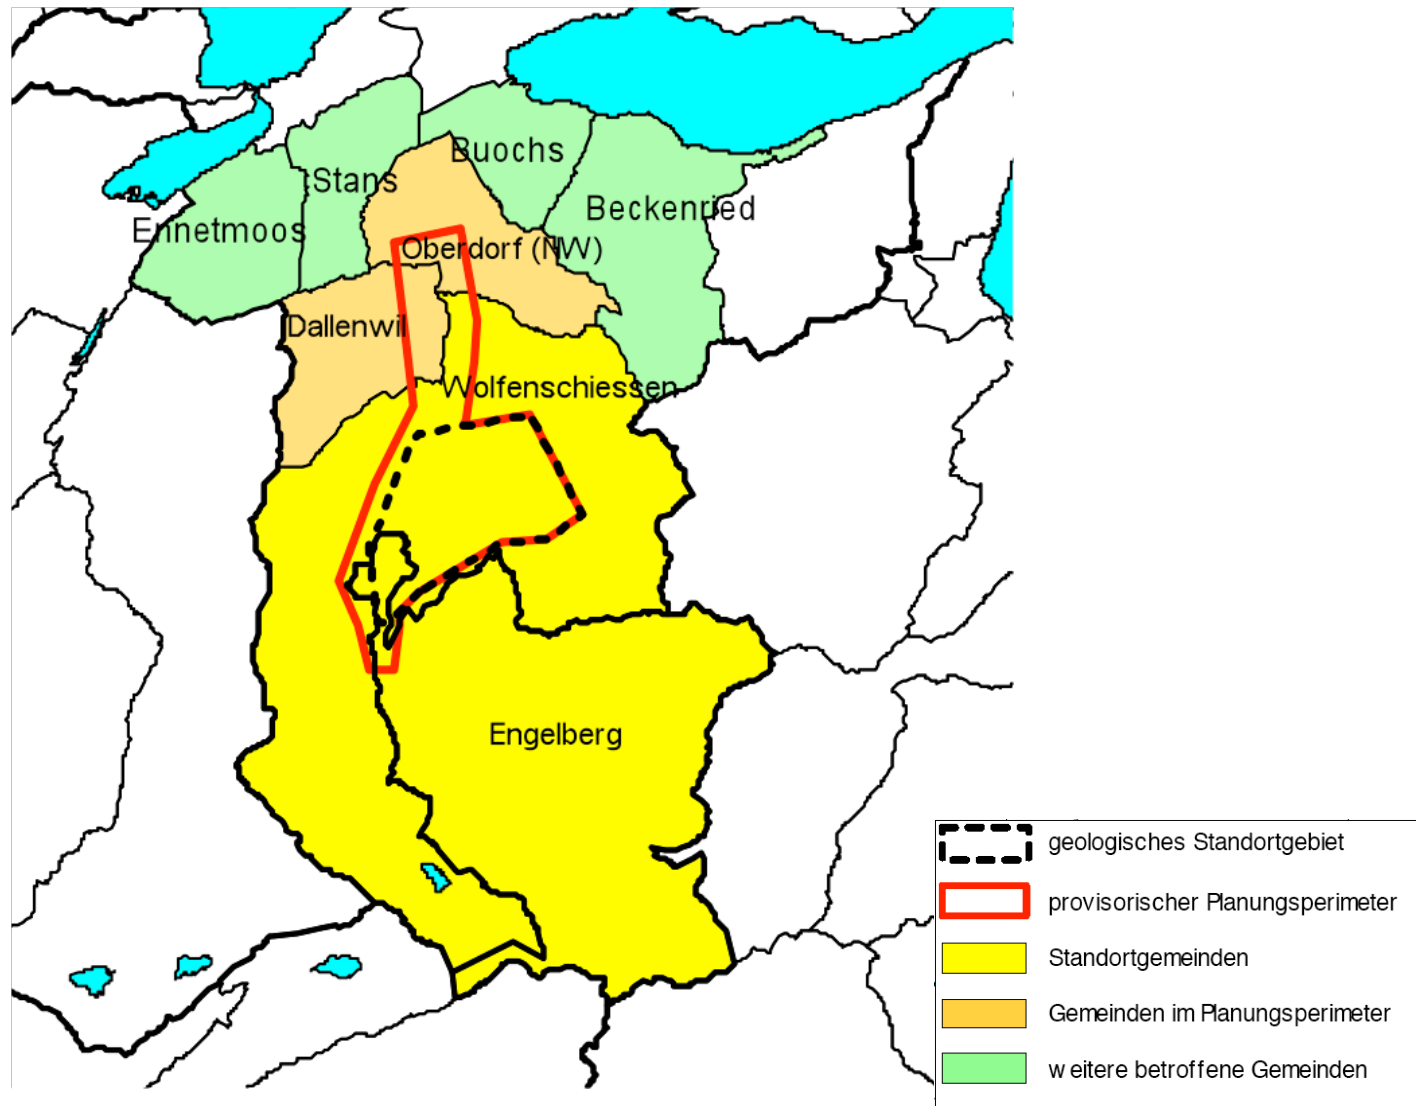 Buochs
Stans
Beckenried
Ennetmoos
Oberdorf (NW)
Dallenwil
Wolfenschiessen
Engelberg
geologisches Standortgebiet
provisorischer Planungsperimeter
Standortgemeinden
Gemeinden im Planungsperimeter
weitere betroffene Gemeinden